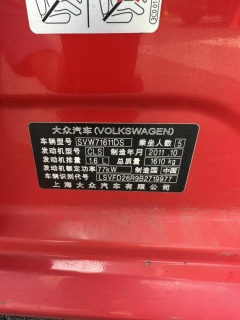 大众汽车(VOLKSWAGEN)
车辆型号 SVW71611DS 乘坐人数 5
发动机型号 CLS 制造年月 2011.10
发动机排量 1.6 L 总质量 1610 kg
发动机额定功率 77kW 制造国 中国
车辆识别代号 LSVFD26R9B2719977
上海大众汽车有限公司